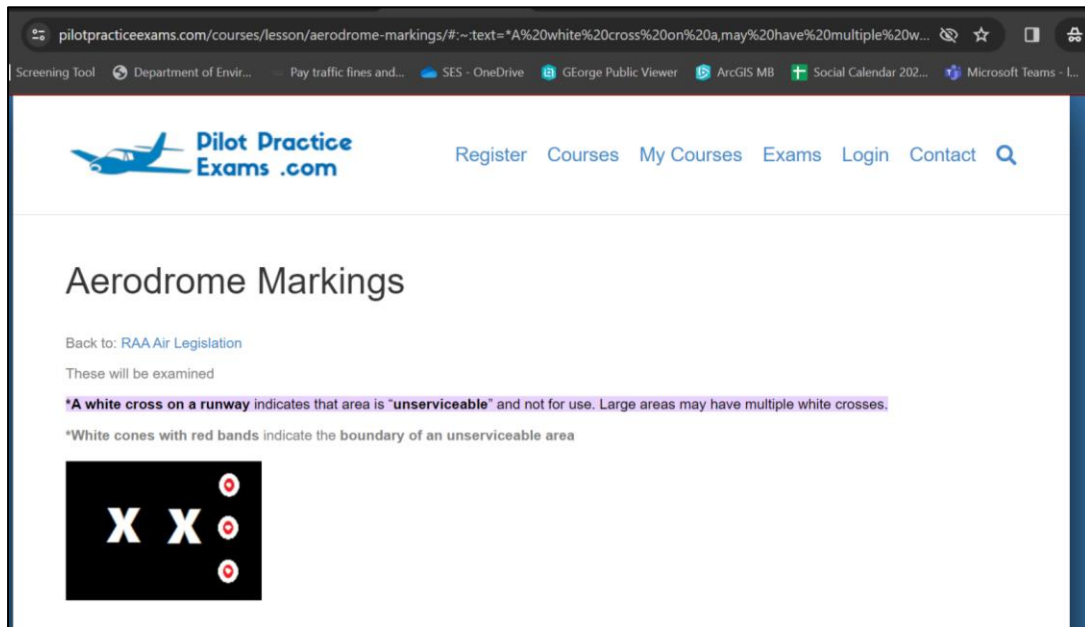 pilotpracticeexams.com/courses/lesson/aerodrome-markings/#:~:text=*A%20white%20cross%20on%20a,may%20have%20multiple%20w...
Screening Tool Department of Envir... Pay traffic fines and... SES - OneDrive GEorge Public Viewer ArcGIS MB Social Calendar 202... Microsoft Teams - l...
Pilot Practice
Exams .com
Register Courses My Courses Exams Login Contact
Aerodrome Markings
Back to: RAA Air Legislation
These will be examined
*A white cross on a runway indicates that area is “unserviceable” and not for use. Large areas may have multiple white crosses.
*White cones with red bands indicate the boundary of an unserviceable area
X X